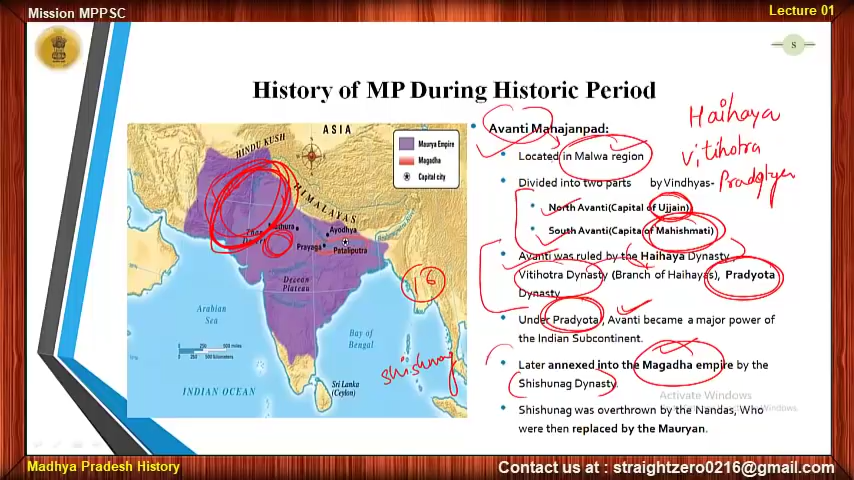 Mission MPPSC
Lecture 01
8
History of MP During Historic Period
ASIA
HINDU KUSH
HIMALAYAS
Maurya Empire
Magadha
Capital city
Thar
Desert
Mathura
Ayodhya
Prayaga
Pataliputra
Deccan
Plateau
Arabian
Sea
Bay of
Bengal
Sri Lanka
(Ceylon)
INDIAN OCEAN
16
Shishunag
Haihaya
Vitihotra
Avanti Mahajanpad:
Located in Malwa region
Divided into two parts by Vindhyas-
North Avanti(Capital of Ujjain)
South Avanti(Capital of Mahishmati)
Avanti was ruled by the Haihaya Dynasty
Vitihotra Dynasty (Branch of Haihayas), Pradyota
Dynasty
Under Pradyota, Avanti became a major power of
the Indian Subcontinent.
Later annexed into the Magadha empire by the
Shishunag Dynasty.
Activate Windows
Shishunag was overthrown by the Nandas, Who
were then replaced by the Mauryan.
Madhya Pradesh History
Contact us at : straightzero0216@gmail.com